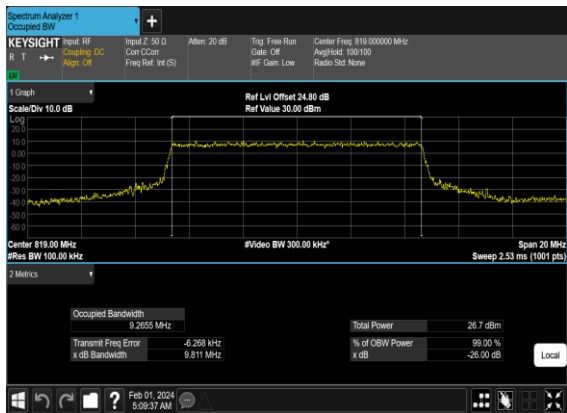 Spectrum Analyzer 1
Occupied BW
KEYSIGHT
R T
Input: RF
Coupling: DC
Align: Off
Input Z: 50 Ω
Corr CCorr
Freq Ref: Int (S)
Atten: 20 dB
Trig: Free Run
Gate: Off
#IF Gain: Low
Center Freq: 819.000000 MHz
Avg|Hold: 100/100
Radio Std: None
1 Graph
Scale/Div 10.0 dB
Ref Lvl Offset 24.80 dB
Ref Value 30.00 dBm
Log
20.0
10.0
0.00
-10.0
-20.0
-30.0
-40.0
-50.0
-60.0
Center 819.00 MHz
#Res BW 100.00 kHz
#Video BW 300.00 kHz*
Span 20 MHz
Sweep 2.53 ms (1001 pts)
2 Metrics
Occupied Bandwidth
9.2655 MHz
Total Power 26.7 dBm
Transmit Freq Error -6.268 kHz
% of OBW Power 99.00 %
x dB Bandwidth 9.811 MHz
x dB -26.00 dB
Local
Feb 01, 2024
5:09:37 AM